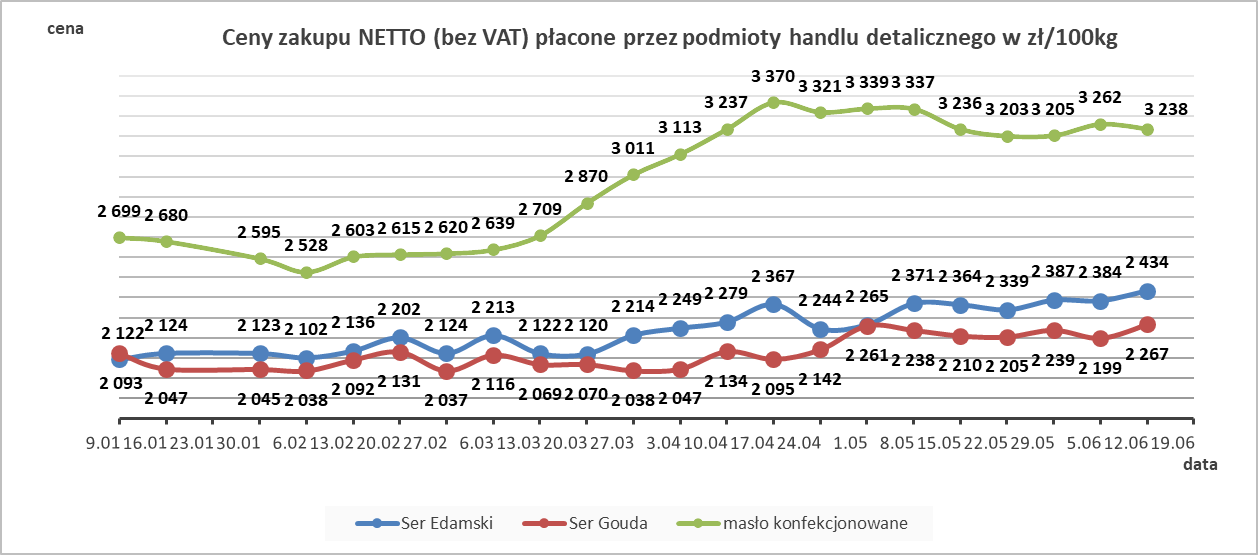 cena
Ceny zakupu NETTO (bez VAT) płacone przez podmioty handlu detalicznego w zł/100kg
2 699 2 680 2 595 2 528 2 603 2 615 2 620 2 639 2 709 2 870 3 011 3 113 3 237 3 370 3 321 3 339 3 337 3 236 3 203 3 205 3 262 3 238
2 122 2 124 2 123 2 102 2 136 2 202 2 124 2 213 2 122 2 120 2 214 2 249 2 279 2 367 2 244 2 265 2 371 2 364 2 339 2 387 2 384 2 434
2 093 2 047 2 045 2 038 2 092 2 131 2 037 2 116 2 069 2 070 2 038 2 047 2 134 2 095 2 142 2 261 2 238 2 210 2 205 2 239 2 199 2 267
9.01 16.01 23.01 30.01 6.02 13.02 20.02 27.02 6.03 13.03 20.03 27.03 3.04 10.04 17.04 24.04 1.05 8.05 15.05 22.05 29.05 5.06 12.06 19.06
data
Ser Edamski Ser Gouda masło konfekcjonowane